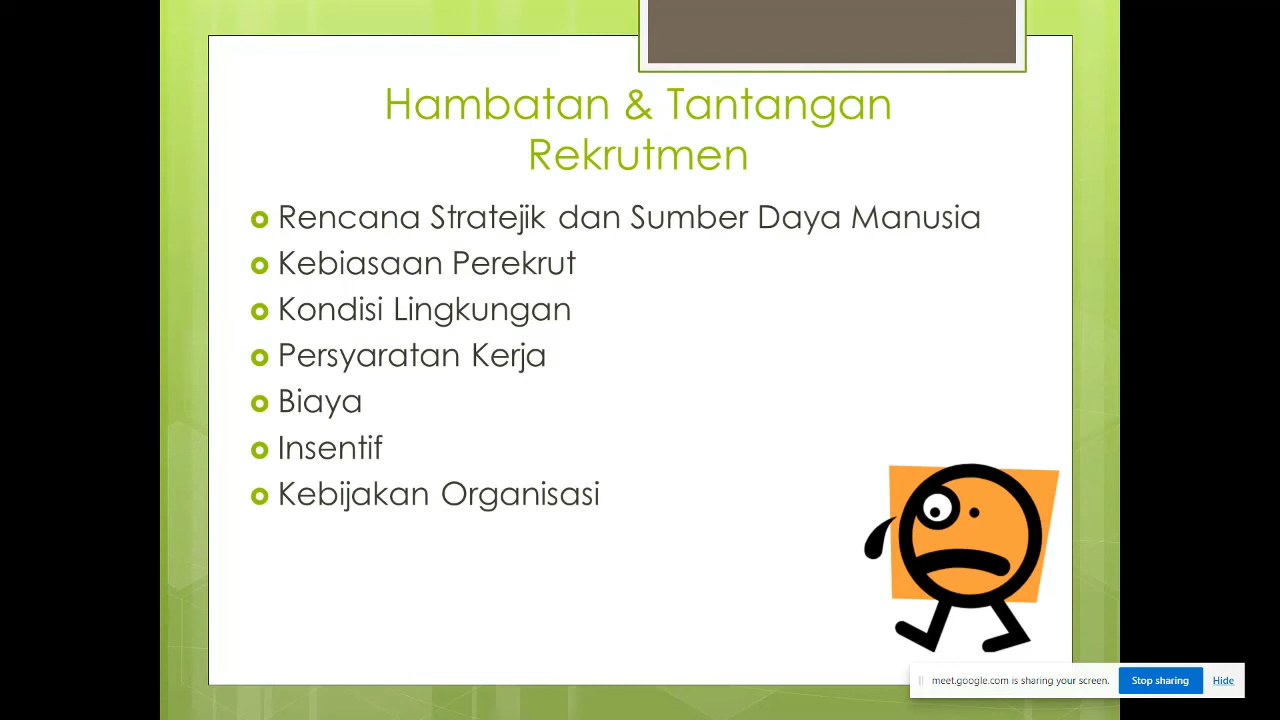 Hambatan & Tantangan
Rekrutmen
Rencana Stratejik dan Sumber Daya Manusia
Kebiasaan Perekrut
Kondisi Lingkungan
Persyaratan Kerja
Biaya
Insentif
Kebijakan Organisasi
meet.google.com is sharing your screen. Stop sharing Hide